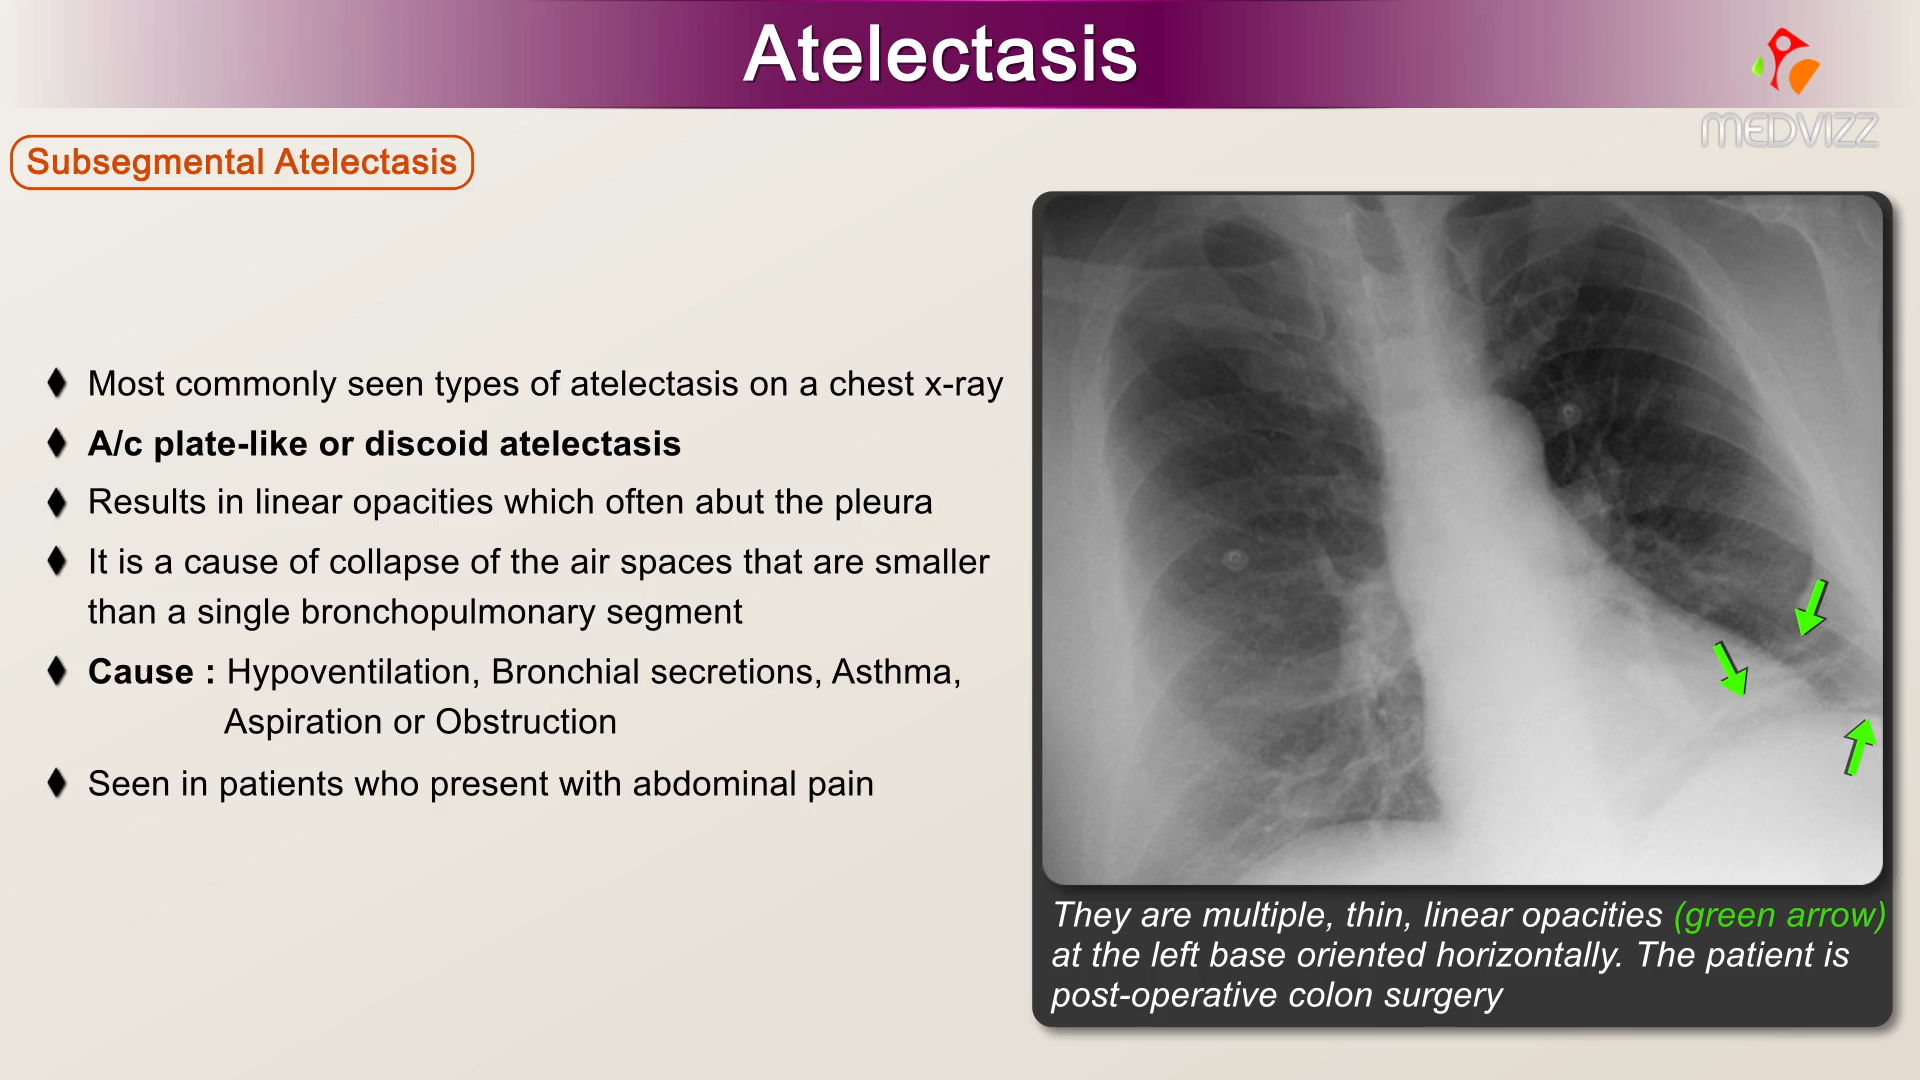 Atelectasis
MEDVIZZ
Subsegmental Atelectasis
Most commonly seen types of atelectasis on a chest x-ray
A/c plate-like or discoid atelectasis
Results in linear opacities which often abut the pleura
It is a cause of collapse of the air spaces that are smaller
than a single bronchopulmonary segment
Cause : Hypoventilation, Bronchial secretions, Asthma,
Aspiration or Obstruction
Seen in patients who present with abdominal pain
They are multiple, thin, linear opacities (green arrow)
at the left base oriented horizontally. The patient is
post-operative colon surgery